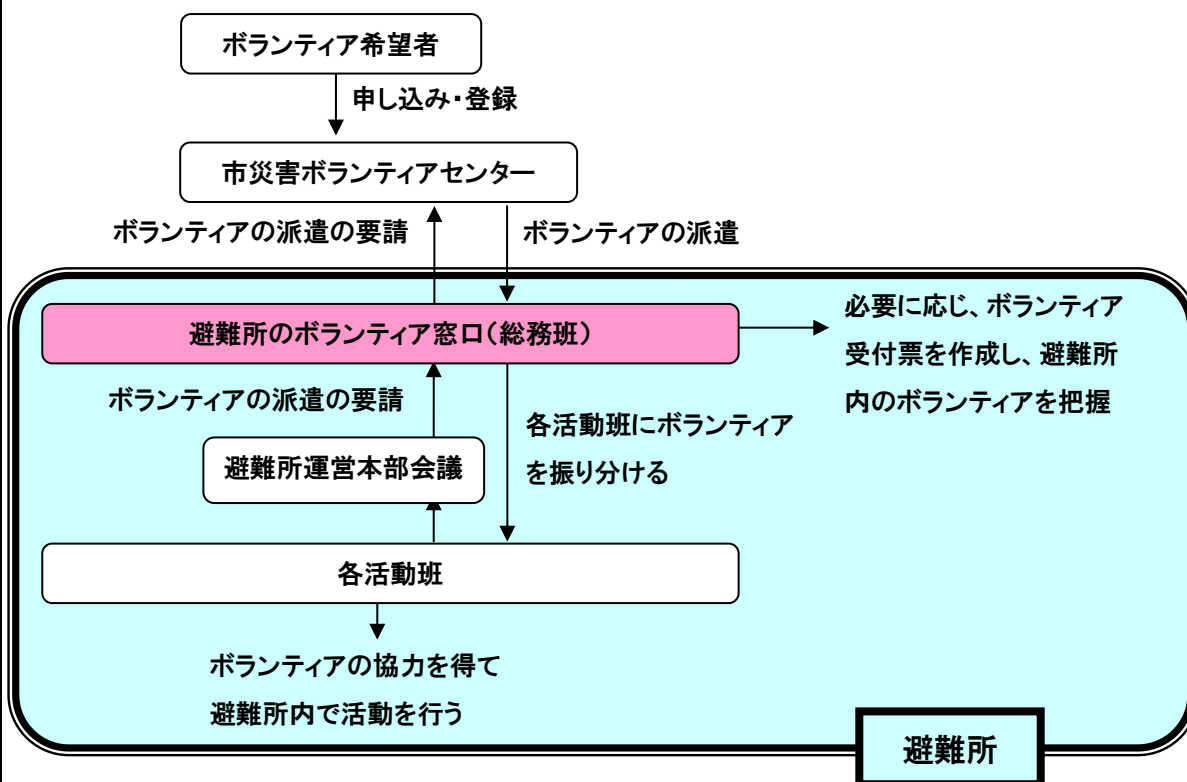 ボランティア希望者
申し込み・登録
市災害ボランティアセンター
ボランティアの派遣の要請
ボランティアの派遣
避難所のボランティア窓口(総務班)
必要に応じ、ボランティア
受付票を作成し、避難所
内のボランティアを把握
ボランティアの派遣の要請
各活動班にボランティア
を振り分ける
避難所運営本部会議
各活動班
ボランティアの協力を得て
避難所内で活動を行う
避難所